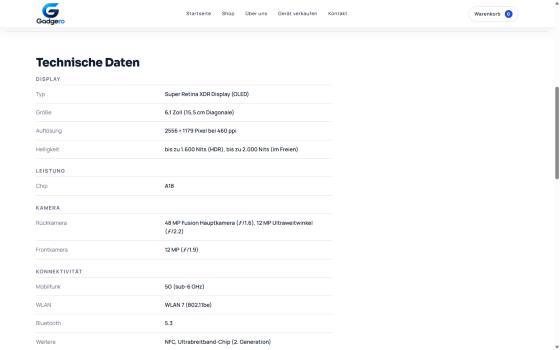 Gadgero
Startseite Shop Über uns Gerät verkaufen Kontakt
Warenkorb 0
Technische Daten
DISPLAY
Typ Super Retina XDR Display (OLED)
Größe 6,1 Zoll (15,5 cm Diagonale)
Auflösung 2556 × 1179 Pixel bei 460 ppi
Helligkeit bis zu 1.600 Nits (HDR), bis zu 2.000 Nits (im Freien)
LEISTUNG
Chip A18
KAMERA
Rückkamera 48 MP Fusion Hauptkamera (ƒ/1.6), 12 MP Ultraweitwinkel
(ƒ/2.2)
Frontkamera 12 MP (ƒ/1.9)
KONNEKTIVITÄT
Mobilfunk 5G (sub-6 GHz)
WLAN WLAN 7 (802.11be)
Bluetooth 5.3
Weitere NFC, Ultrabreitband-Chip (2. Generation)